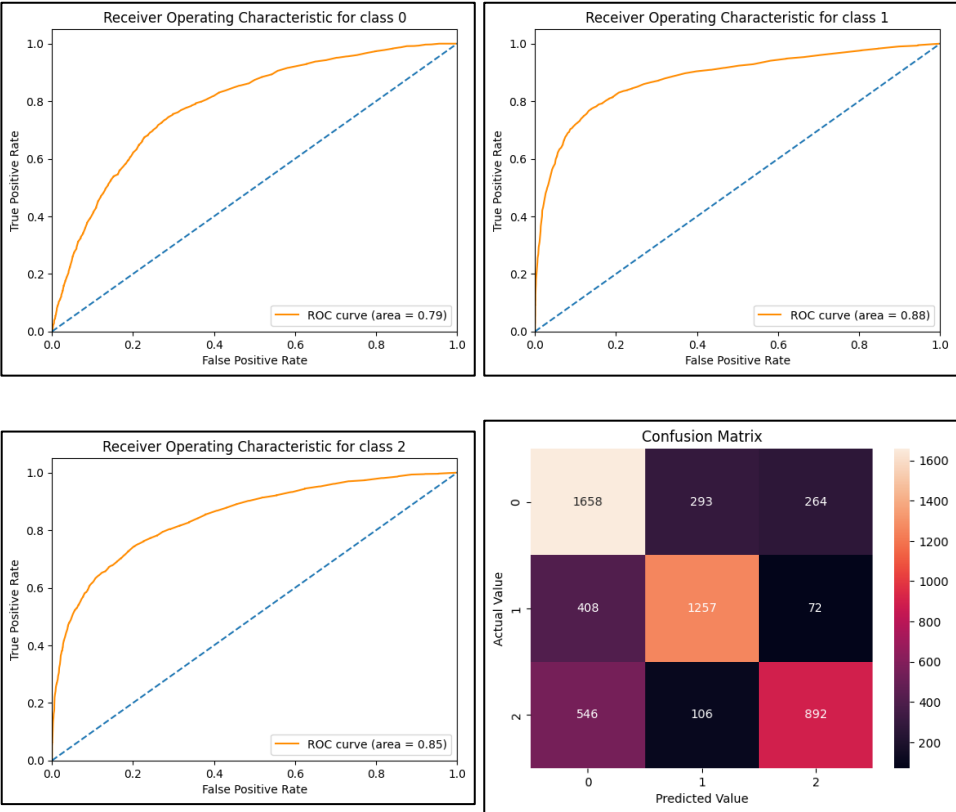 Receiver Operating Characteristic for class 0
1.0
0.8
0.6
0.4
0.2
0.0
True Positive Rate
ROC curve (area = 0.79)
0.0 0.2 0.4 0.6 0.8 1.0
False Positive Rate
Receiver Operating Characteristic for class 1
1.0
0.8
0.6
0.4
0.2
0.0
True Positive Rate
ROC curve (area = 0.88)
0.0 0.2 0.4 0.6 0.8 1.0
False Positive Rate
Receiver Operating Characteristic for class 2
1.0
0.8
0.6
0.4
0.2
0.0
True Positive Rate
ROC curve (area = 0.85)
0.0 0.2 0.4 0.6 0.8 1.0
False Positive Rate
Confusion Matrix
Actual Value
0 1658 293 264
1 408 1257 72
2 546 106 892
0 1 2
Predicted Value
1600
1400
1200
1000
800
600
400
200